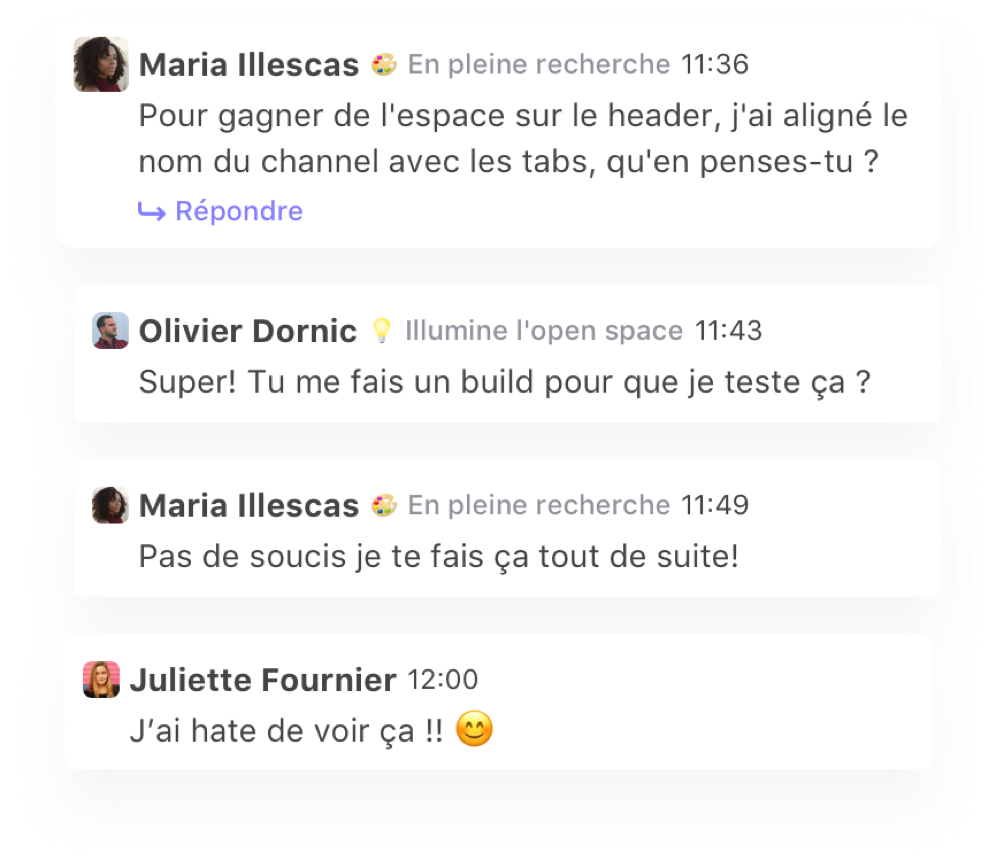 Maria Illescas 🎨 En pleine recherche 11:36
Pour gagner de l'espace sur le header, j'ai aligné le
nom du channel avec les tabs, qu'en penses-tu ?
Répondre
Olivier Dornic 💡 Illumine l'open space 11:43
Super! Tu me fais un build pour que je teste ça ?
Maria Illescas 🎨 En pleine recherche 11:49
Pas de soucis je te fais ça tout de suite!
Juliette Fournier 12:00
J’ai hate de voir ça !! 😊